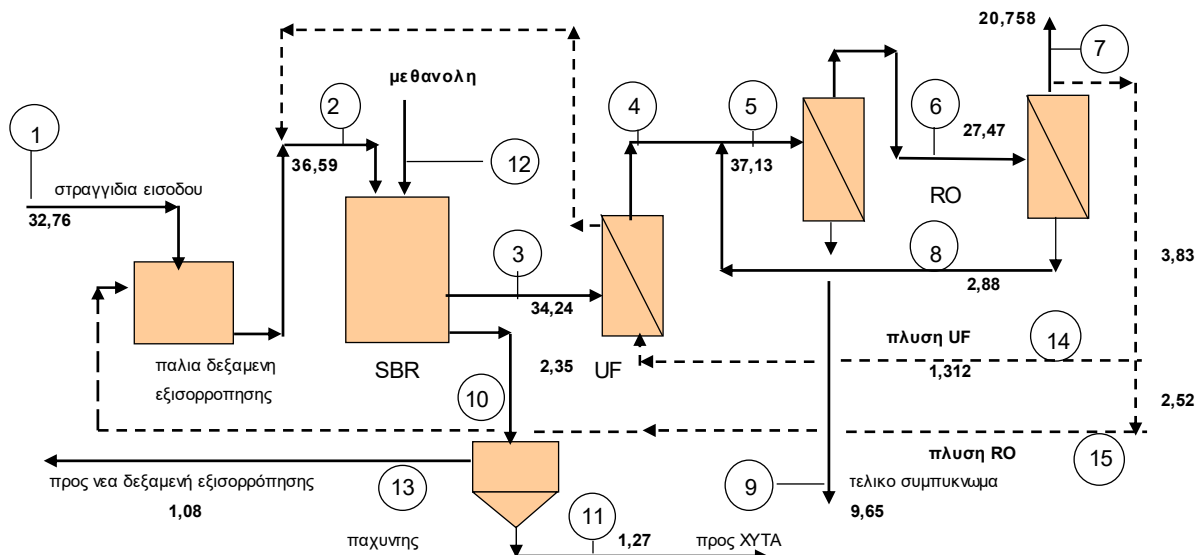 20,758
7
μεθανολη
1
2
4
5
6
36,59
37,13
27,47
12
στραγγιδια εισοδου
32,76
RO
3
8
3,83
34,24
2,88
πλυση UF
14
παλια δεξαμενη
εξισορροπησης
SBR
2,35
UF
1,312
10
2,52
πλυση RO
15
προς νεα δεξαμενή εξισορρόπησης
13
9
τελικο συμπυκνωμα
1,08
11
9,65
παχυντης
1,27
προς ΧΥΤΑ